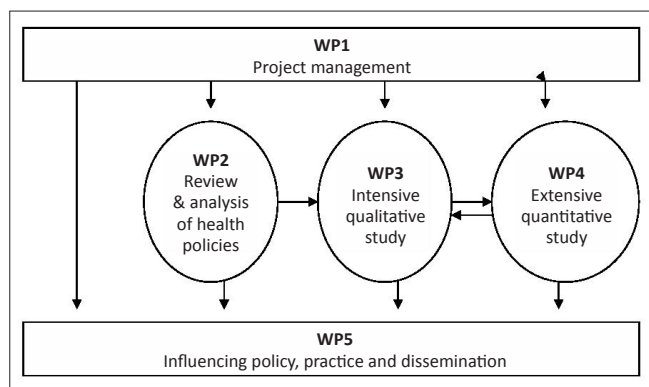 WP1
Project management
WP2
Review
& analysis
of health
policies
WP3
Intensive
qualitative
study
WP4
Extensive
quantitative
study
WP5
Influencing policy, practice and dissemination